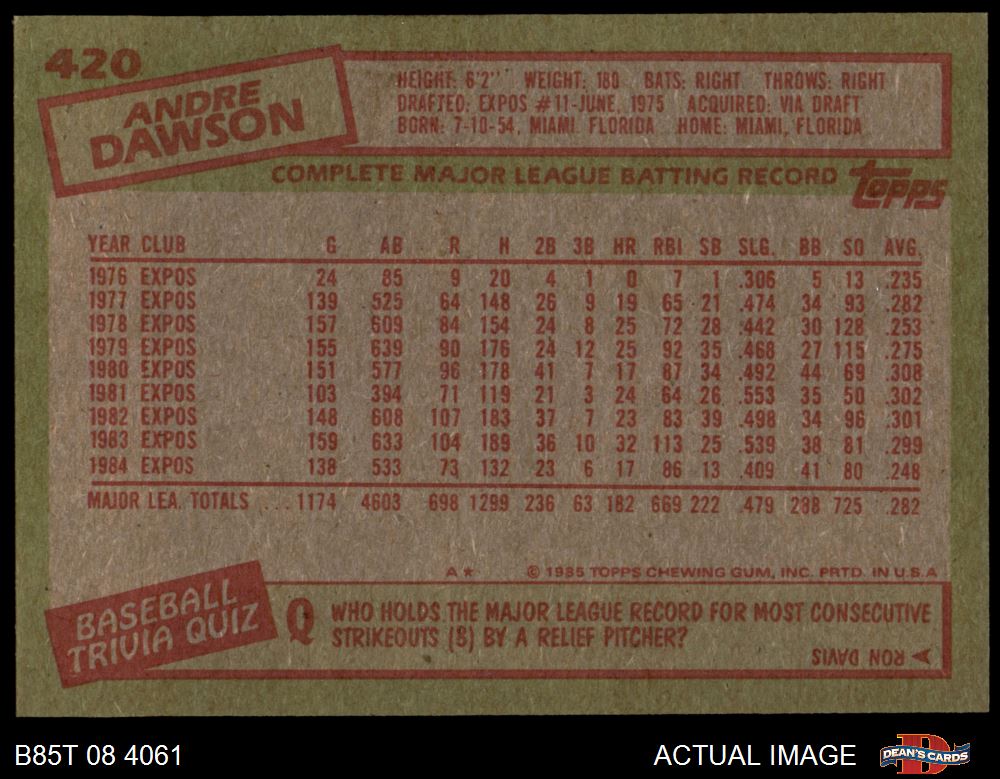 420
ANDRE
DAWSON
HEIGHT: 6'2" WEIGHT: 180 BATS: RIGHT THROWS: RIGHT
DRAFTED: EXPOS #11-JUNE, 1975 ACQUIRED: VIA DRAFT
BORN: 7-10-54, MIAMI, FLORIDA HOME: MIAMI, FLORIDA
COMPLETE MAJOR LEAGUE BATTING RECORD topps
YEAR CLUB G AB R H 2B 3B HR RBI SB SLG. BB SO AVG.
1976 EXPOS 24 85 9 20 4 1 0 7 1 .306 5 13 .235
1977 EXPOS 139 525 64 148 26 9 19 65 21 .474 34 93 .282
1978 EXPOS 157 609 84 154 24 8 25 72 28 .442 30 128 .253
1979 EXPOS 155 639 90 176 24 12 25 92 35 .468 27 115 .275
1980 EXPOS 151 577 96 178 41 7 17 87 34 .492 44 69 .308
1981 EXPOS 103 394 71 119 21 3 24 64 26 .553 35 50 .302
1982 EXPOS 148 608 107 183 37 7 23 83 39 .498 34 96 .301
1983 EXPOS 159 633 104 189 36 10 32 113 25 .539 38 81 .299
1984 EXPOS 138 533 73 132 23 6 17 86 13 .409 41 80 .248
MAJOR LEA. TOTALS ... 1174 4603 698 1299 236 63 182 669 222 .479 288 725 .282
A* © 1985 TOPPS CHEWING GUM, INC. PRTD. IN U.S.A
BASEBALL
TRIVIA QUIZ
Q WHO HOLDS THE MAJOR LEAGUE RECORD FOR MOST CONSECUTIVE
STRIKEOUTS (8) BY A RELIEF PITCHER?
RON DAVIS
B85T 08 4061 ACTUAL IMAGE DEAN'S CARDS